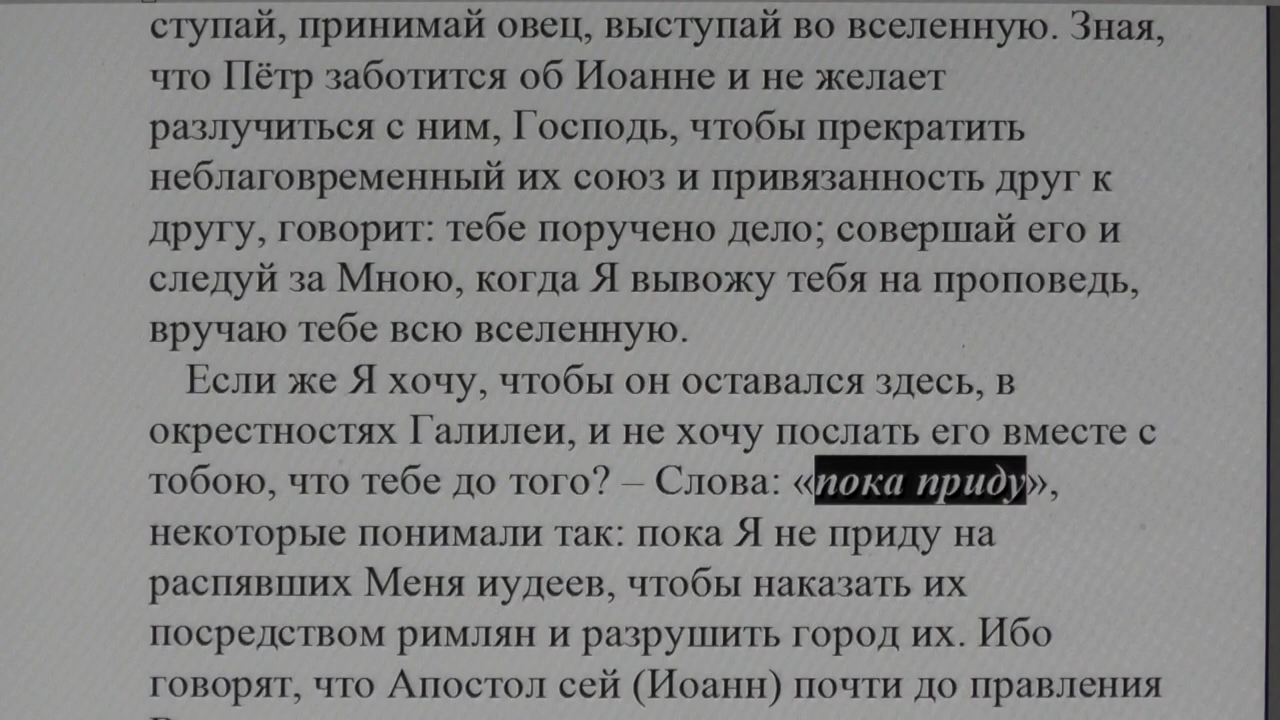 ступай, принимай овец, выступай во вселенную. Зная,
что Пётр заботится об Иоанне и не желает
разлучиться с ним, Господь, чтобы прекратить
неблаговременный их союз и привязанность друг к
другу, говорит: тебе поручено дело; совершай его и
следуй за Мною, когда Я вывожу тебя на проповедь,
вручаю тебе всю вселенную.
Если же Я хочу, чтобы он оставался здесь, в
окрестностях Галилеи, и не хочу послать его вместе с
тобою, что тебе до того? – Слова: «пока приду»,
некоторые понимали так: пока Я не приду на
распявших Меня иудеев, чтобы наказать их
посредством римлян и разрушить город их. Ибо
говорят, что Апостол сей (Иоанн) почти до правления